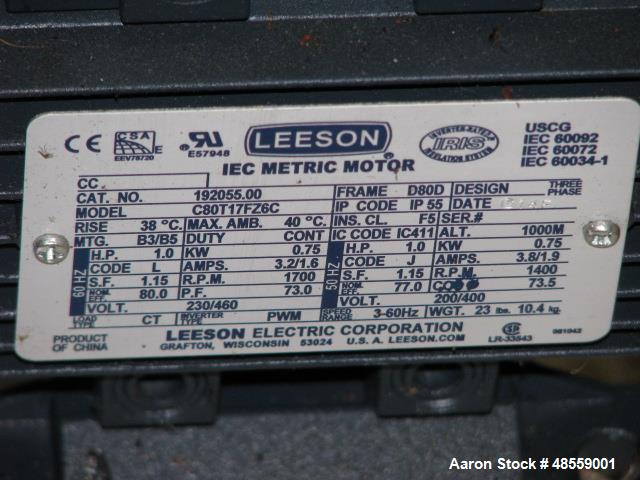 CE CSA E EEV78720 UR E57948 LEESON INVERTER-RATED IRIS INSULATION SYSTEM USCG
IEC 60092
IEC 60072
IEC 60034-1
IEC METRIC MOTOR
CC
CAT. NO. 192055.00 FRAME D80D DESIGN THREE PHASE
MODEL C80T17FZ6C IP CODE IP 55 DATE
RISE 38 °C. MAX. AMB. 40 °C. INS. CL. F5 SER.#
MTG. B3/B5 DUTY CONT IC CODE IC411 ALT. 1000M
60 HZ H.P. 1.0 KW 0.75 50 HZ H.P. 1.0 KW 0.75
CODE L AMPS. 3.2/1.6 CODE J AMPS. 3.8/1.9
S.F. 1.15 R.P.M. 1700 S.F. 1.15 R.P.M. 1400
NOM. EFF. 80.0 P.F. 73.0 NOM. EFF. 77.0 73.5
VOLT. 230/460 VOLT. 200/400
LOAD TYPE CT INVERTER TYPE PWM SPEED RANGE 3-60Hz WGT. 23 lbs. 10.4 kg.
PRODUCT OF CHINA LEESON ELECTRIC CORPORATION
GRAFTON, WISCONSIN 53024 U.S.A. LEESON.COM LR-33543 081042
Aaron Stock # 48559001